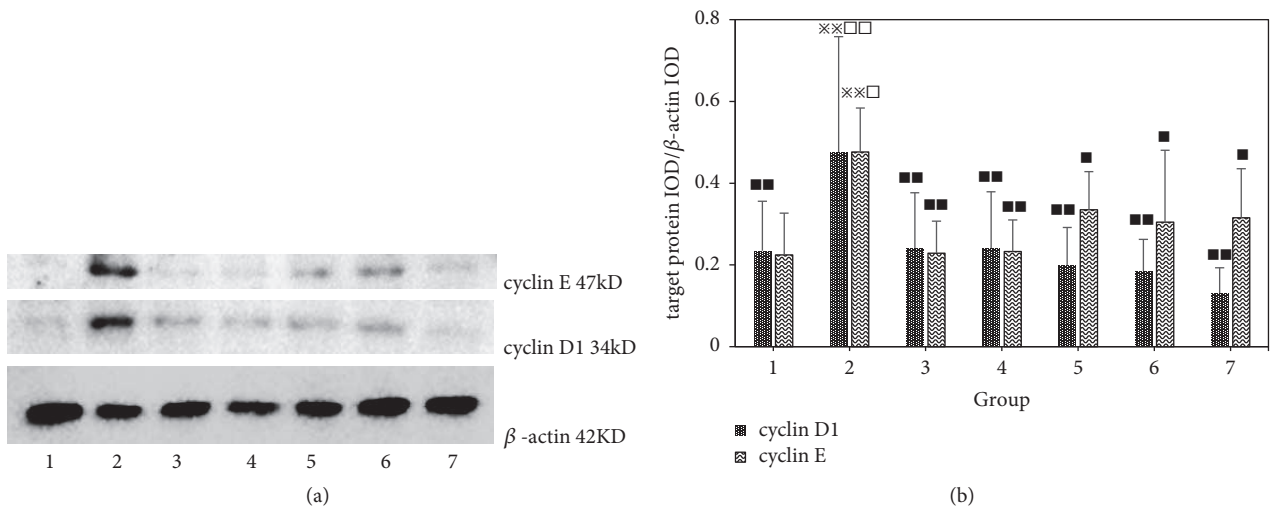 cyclin E 47kD
cyclin D1 34kD
β -actin 42KD
1 2 3 4 5 6 7
(a)
target protein IOD/β-actin IOD
0.8
0.6
0.4
0.2
0
※※□□
※※□
■■
■■
■■
■■
■■
■■
■
■■
■
■■
■
1 2 3 4 5 6 7
Group
■ cyclin D1
cyclin E
(b)